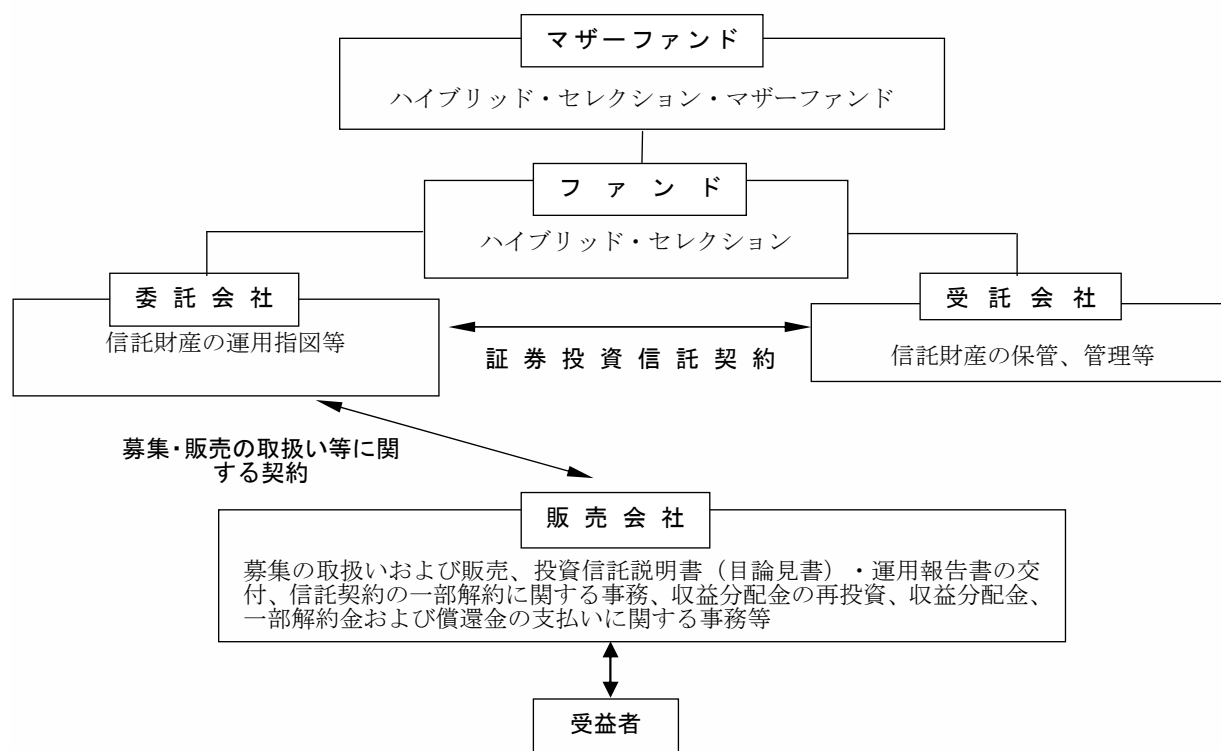 マザーファンド
ハイブリッド・セレクション・マザーファンド
ファンド
ハイブリッド・セレクション
委託会社
信託財産の運用指図等
受託会社
信託財産の保管、管理等
証券投資信託契約
募集・販売の取扱い等に関
する契約
販売会社
募集の取扱いおよび販売、投資信託説明書（目論見書）・運用報告書の交
付、信託契約の一部解約に関する事務、収益分配金の再投資、収益分配金、
一部解約金および償還金の支払いに関する事務等
受益者